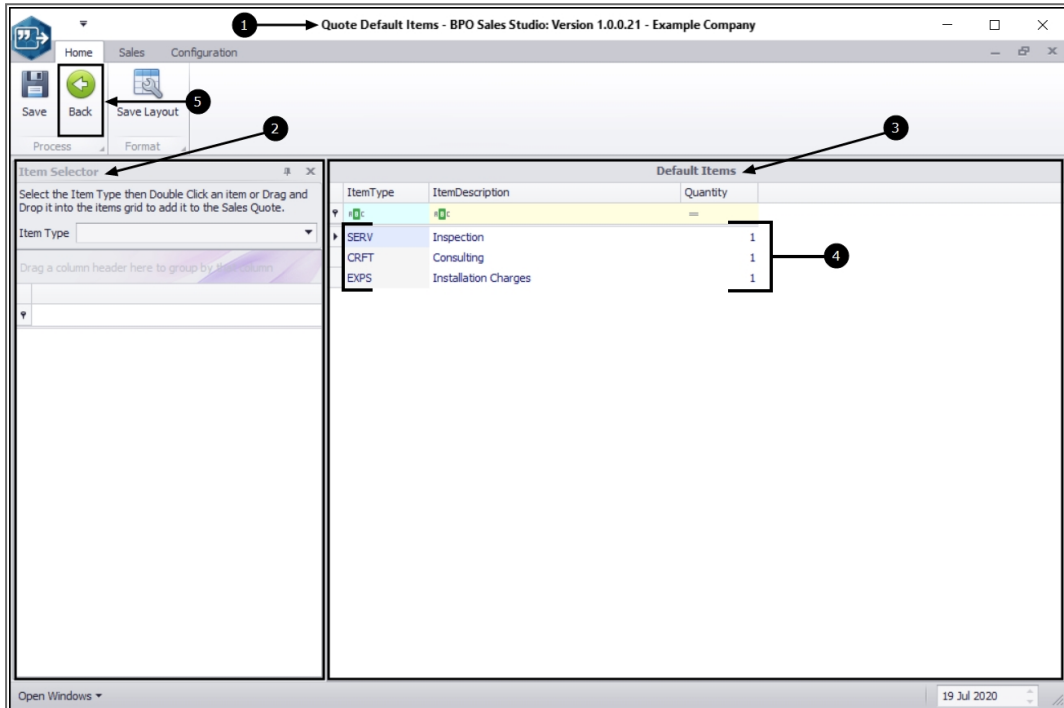 1
Quote Default Items - BPO Sales Studio: Version 1.0.0.21 - Example Company
Home Sales Configuration
Save Back Save Layout
5
Process Format
2
3
Item Selector
Default Items
Select the Item Type then Double Click an item or Drag and
Drop it into the items grid to add it to the Sales Quote.
Item Type
Drag a column header here to group by that column
ItemType ItemDescription Quantity
ABC ABC =
SERV Inspection 1
CRFT Consulting 1
EXPS Installation Charges 1
4
Open Windows
19 Jul 2020